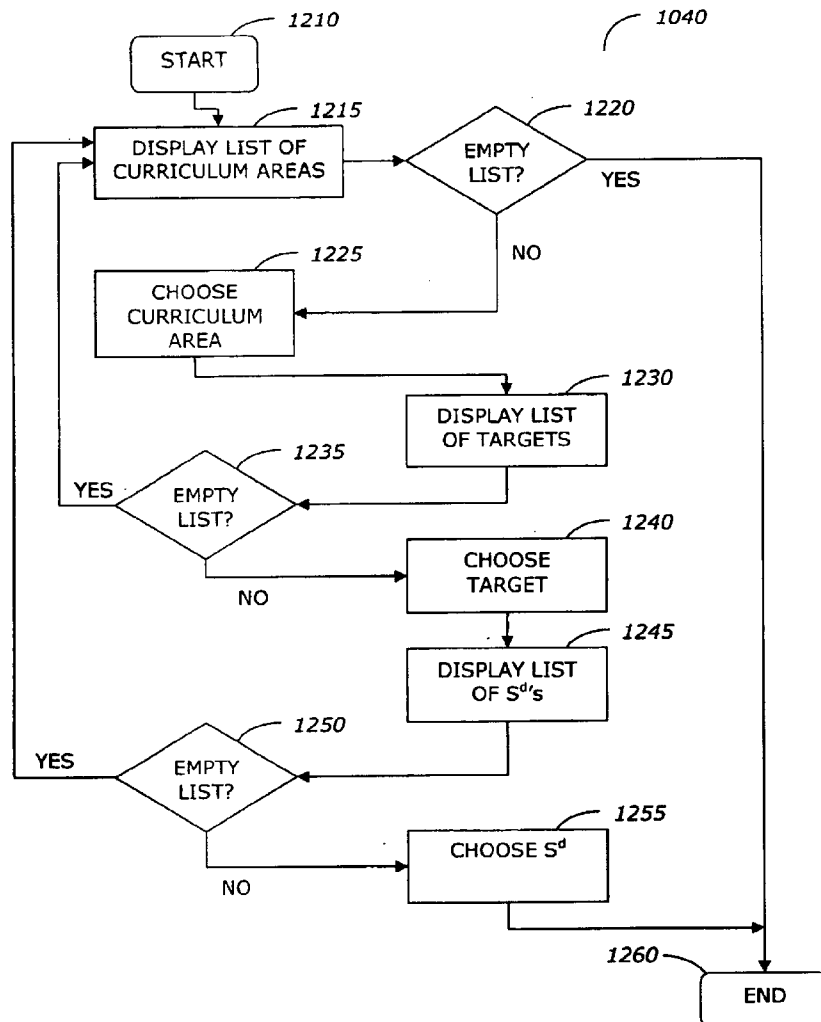 1210
1040
START
1215
1220
DISPLAY LIST OF
CURRICULUM AREAS
EMPTY
LIST?
YES
NO
1225
CHOOSE
CURRICULUM
AREA
1230
DISPLAY LIST
OF TARGETS
1235
YES
EMPTY
LIST?
1240
CHOOSE
TARGET
NO
1245
DISPLAY LIST
OF Sᵈ's
1250
YES
EMPTY
LIST?
1255
CHOOSE Sᵈ
NO
1260
END